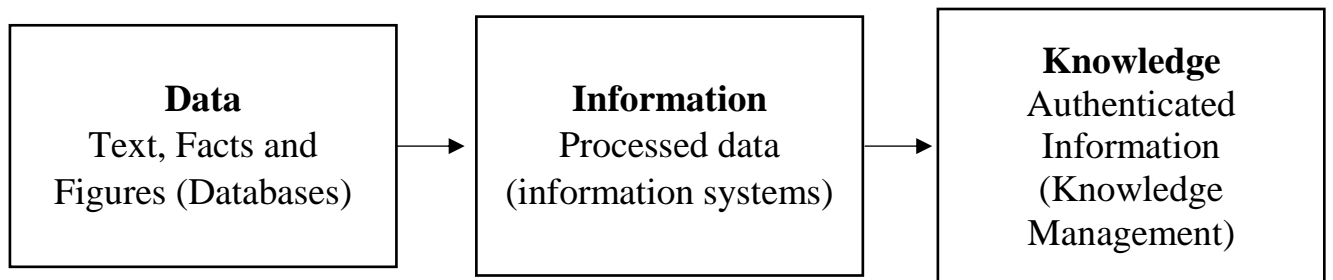 Data
Text, Facts and
Figures (Databases)
Information
Processed data
(information systems)
Knowledge
Authenticated
Information
(Knowledge
Management)